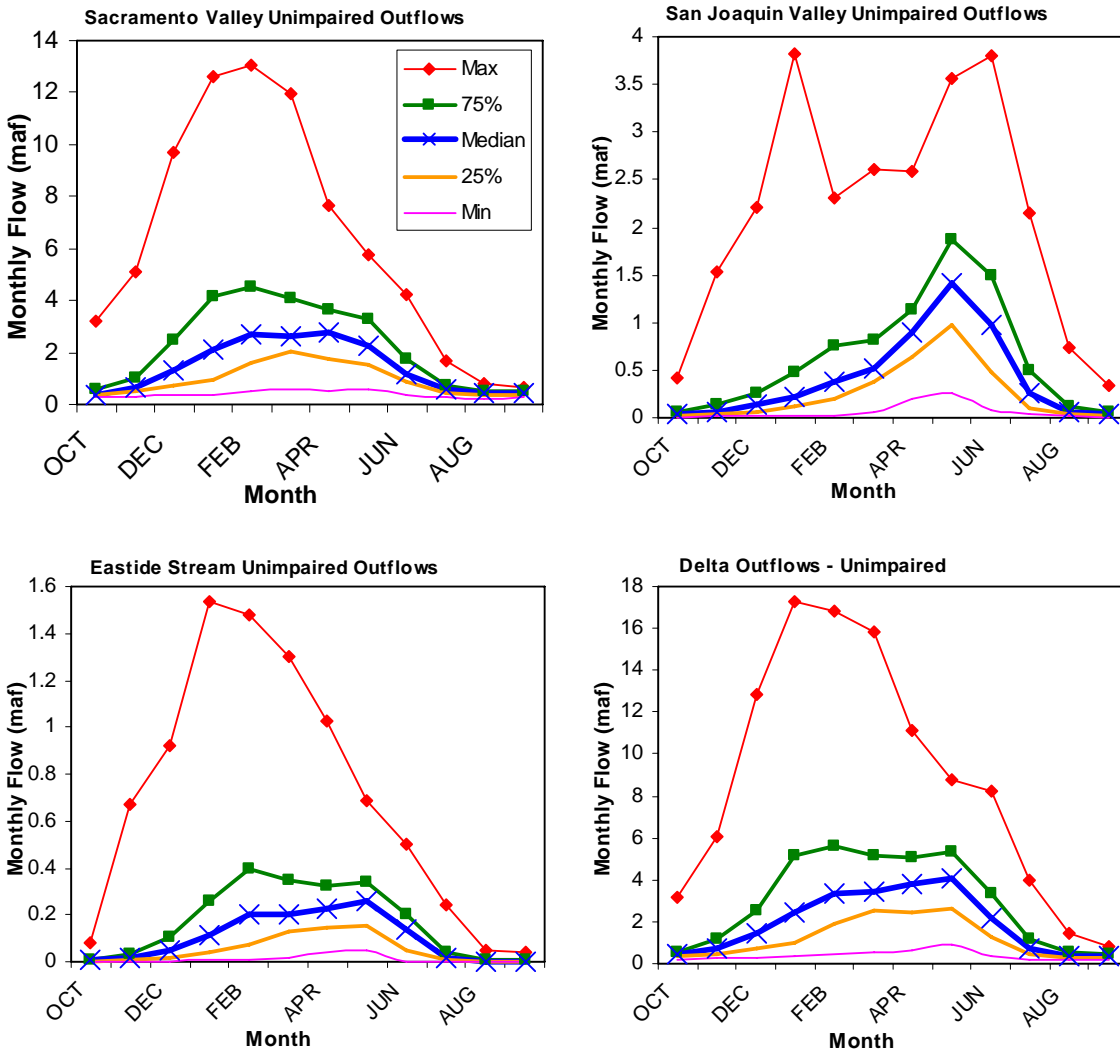 Sacramento Valley Unimpaired Outflows
14
12
10
8
6
4
2
0
Monthly Flow (maf)
Max
75%
Median
25%
Min
OCT
DEC
FEB
APR
JUN
AUG
Month
San Joaquin Valley Unimpaired Outflows
4
3.5
3
2.5
2
1.5
1
0.5
0
Monthly Flow (maf)
OCT
DEC
FEB
APR
JUN
AUG
Month
Eastide Stream Unimpaired Outflows
1.6
1.4
1.2
1
0.8
0.6
0.4
0.2
0
Monthly Flow (maf)
OCT
DEC
FEB
APR
JUN
AUG
Month
Delta Outflows - Unimpaired
18
16
14
12
10
8
6
4
2
0
Monthly Flow (maf)
OCT
DEC
FEB
APR
JUN
AUG
Month